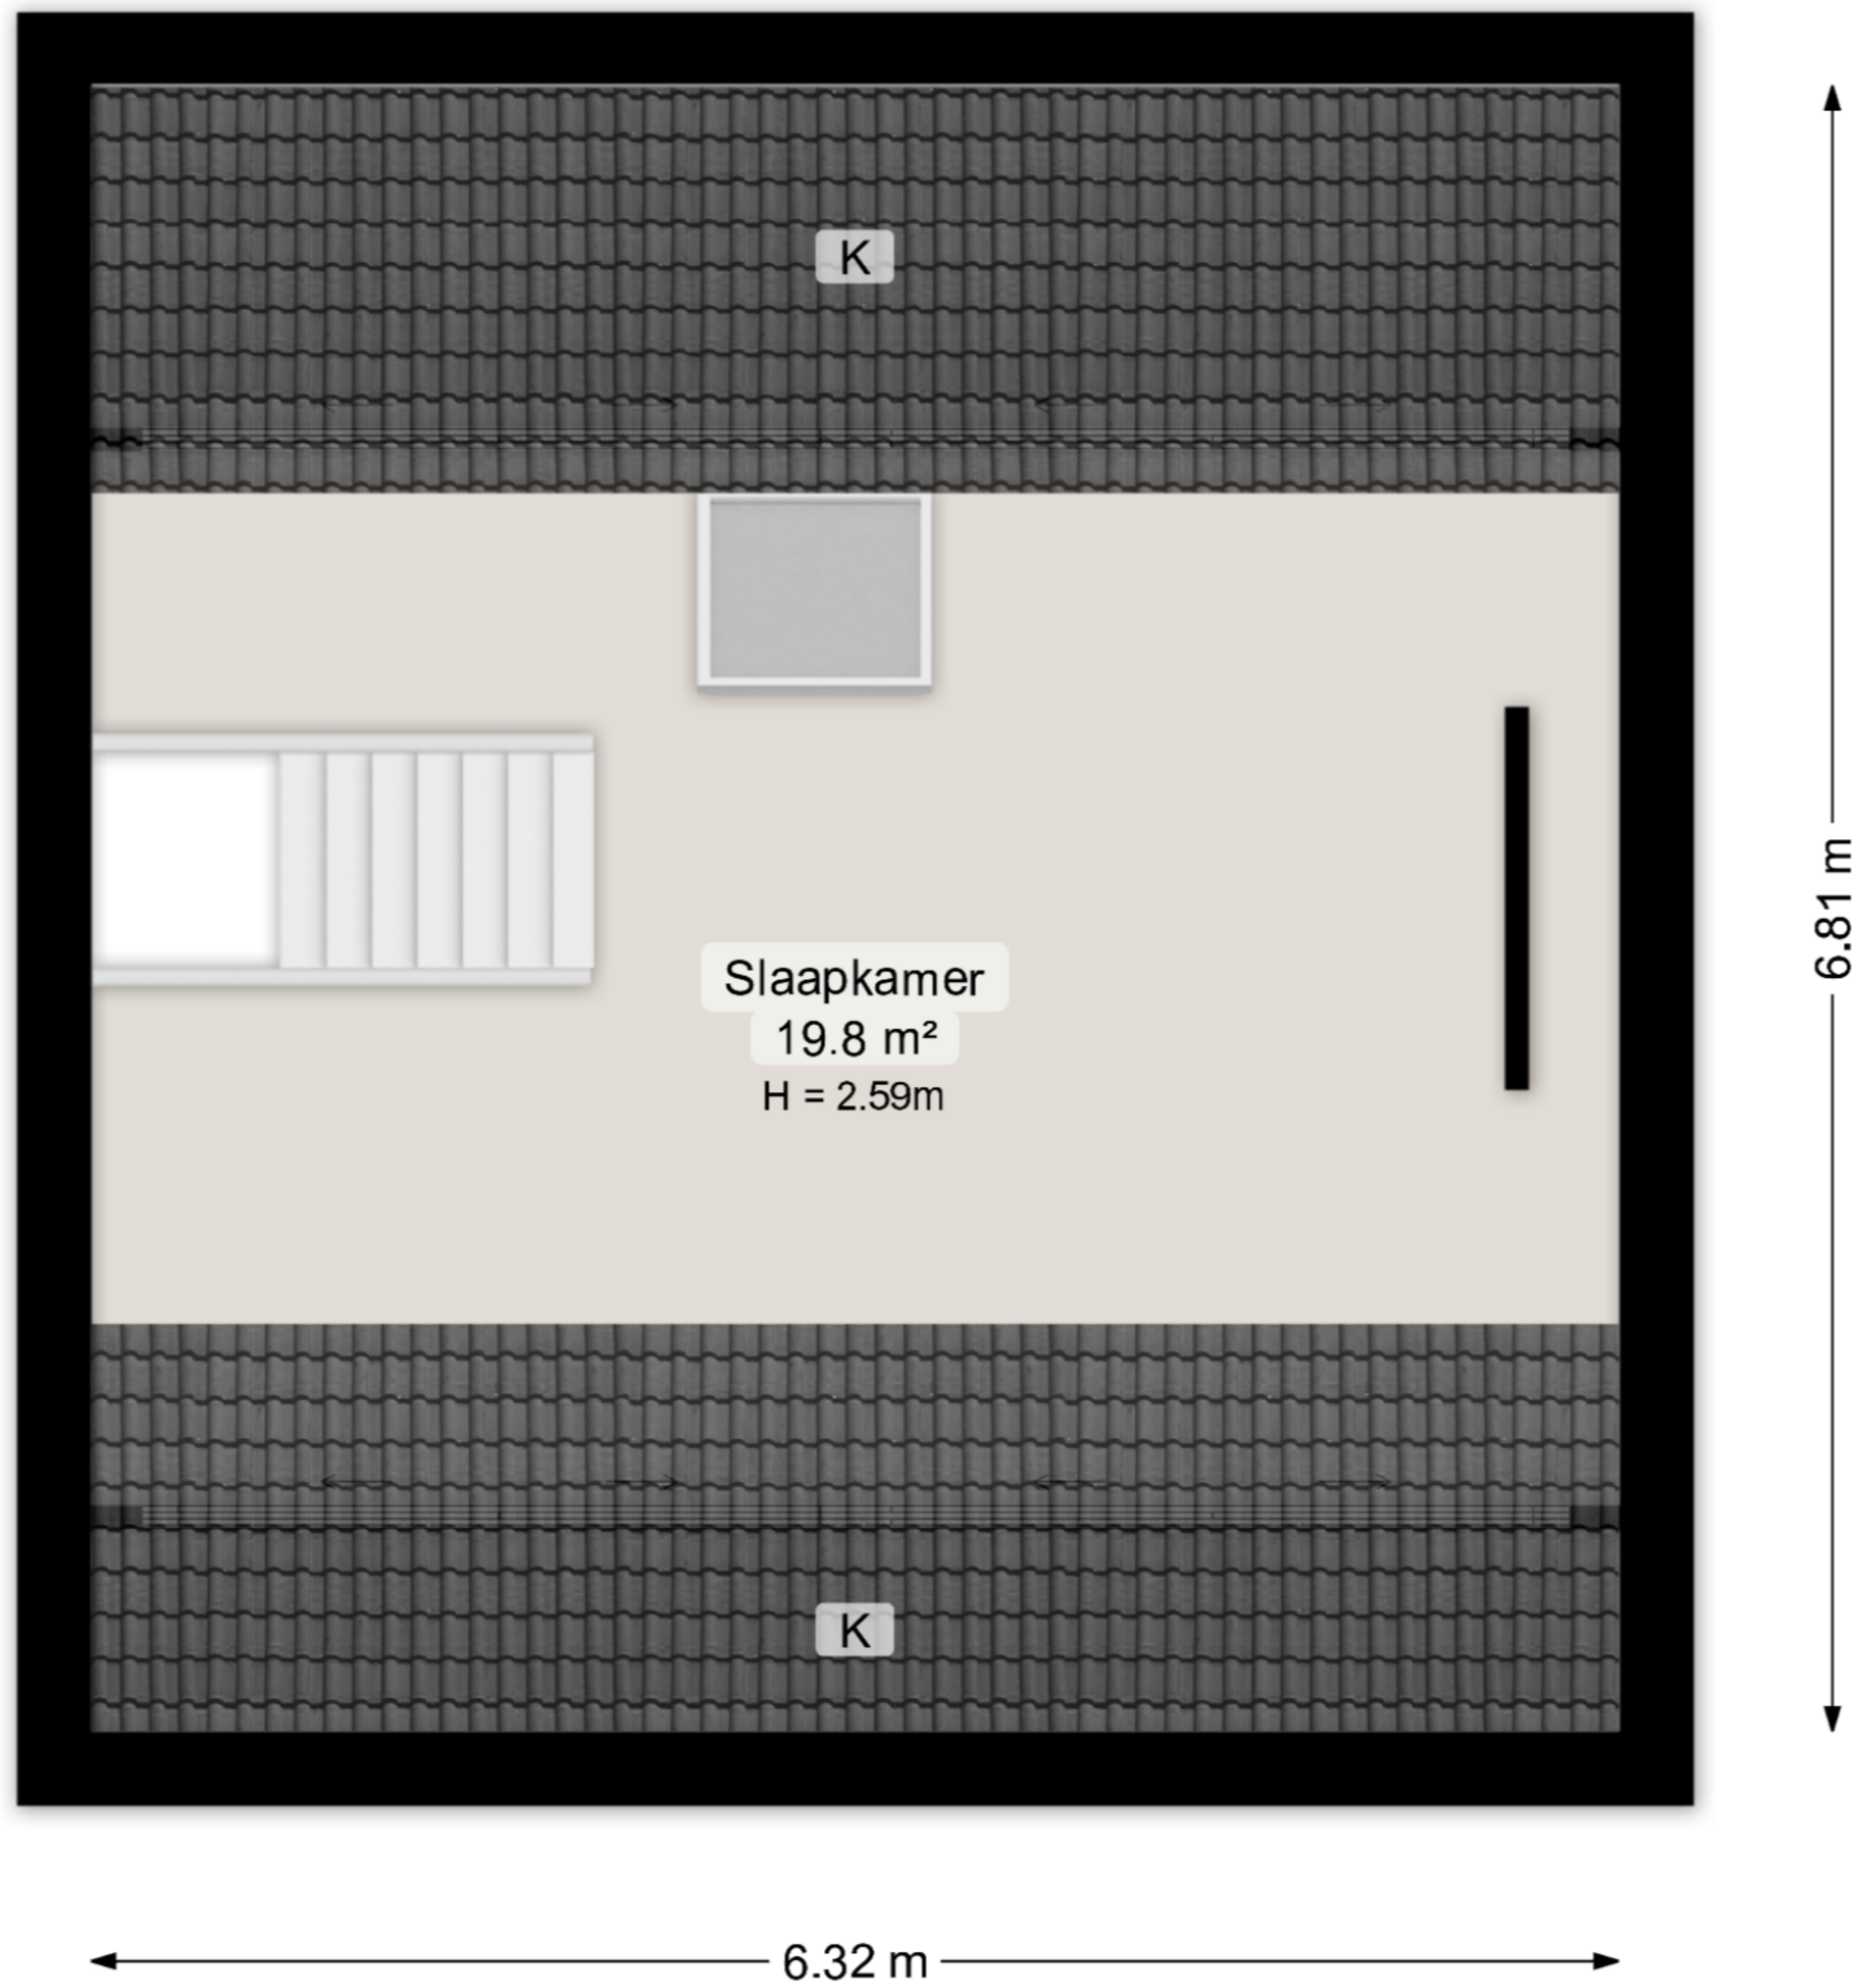 K
Slaapkamer
19.8 m²
H = 2.59m
6.81 m
K
6.32 m